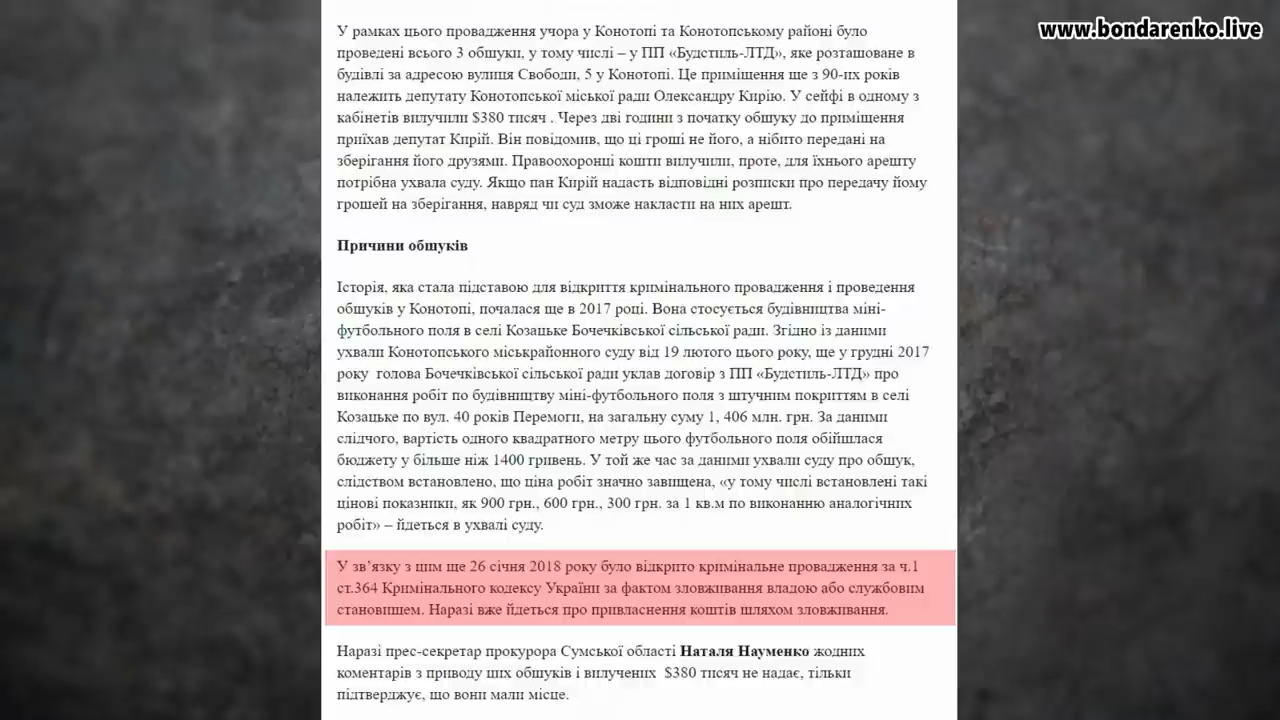 www.bondarenko.live
У рамках цього провадження учора у Конотопі та Конотопському районі було
проведені всього 3 обшуки, у тому числі – у ПП «Будстиль-ЛТД», яке розташоване в
будівлі за адресою вулиця Свободи, 5 у Конотопі. Це приміщення ще з 90-их років
належить депутату Конотопської міської ради Олександру Кирію. У сейфі в одному з
кабінетів вилучили $380 тисяч . Через дві години з початку обшуку до приміщення
приїхав депутат Кирій. Він повідомив, що ці гроші не його, а нібито передані на
зберігання його друзями. Правоохоронці кошти вилучили, проте, для їхнього арешту
потрібна ухвала суду. Якщо пан Кирій надасть відповідні розписки про передачу йому
грошей на зберігання, навряд чи суд зможе накласти на них арешт.
Причини обшуків
Історія, яка стала підставою для відкриття кримінального провадження і проведення
обшуків у Конотопі, почалася ще в 2017 році. Вона стосується будівництва міні-
футбольного поля в селі Козацьке Бочечківської сільської ради. Згідно із даними
ухвали Конотопського міськрайонного суду від 19 лютого цього року, ще у грудні 2017
року голова Бочечківської сільської ради уклав договір з ПП «Будстиль-ЛТД» про
виконання робіт по будівництву міні-футбольного поля з штучним покриттям в селі
Козацьке по вул. 40 років Перемоги, на загальну суму 1, 406 млн. грн. За даними
слідчого, вартість одного квадратного метру цього футбольного поля обійшлася
бюджету у більше ніж 1400 гривень. У той же час за даними ухвали суду про обшук,
слідством встановлено, що ціна робіт значно завищена, «у тому числі встановлені такі
цінові показники, як 900 грн., 600 грн., 300 грн. за 1 кв.м по виконанню аналогічних
робіт» – йдеться в ухвалі суду.
У зв’язку з цим ще 26 січня 2018 року було відкрито кримінальне провадження за ч.1
ст.364 Кримінального кодексу України за фактом зловживання владою або службовим
становищем. Наразі вже йдеться про привласнення коштів шляхом зловживання.
Наразі прес-секретар прокурора Сумської області Наталя Науменко жодних
коментарів з приводу цих обшуків і вилучених $380 тисяч не надає, тільки
підтверджує, що вони мали місце.